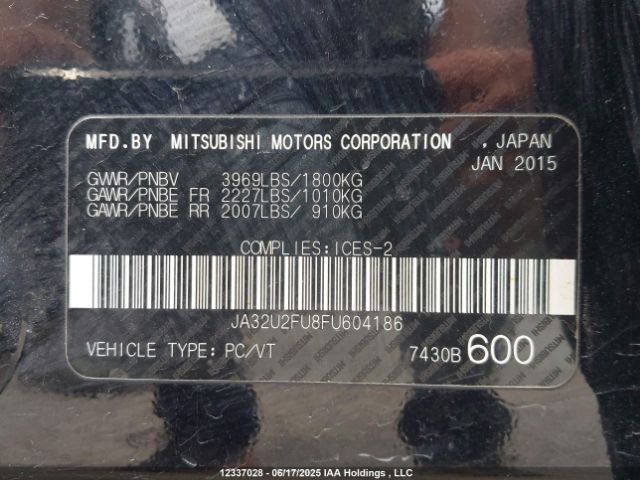 MFD.BY MITSUBISHI MOTORS CORPORATION , JAPAN
JAN 2015
GVWR/PNBV 3969LBS/1800KG
GAWR/PNBE FR 2227LBS/1010KG
GAWR/PNBE RR 2007LBS/ 910KG
COMPLIES:ICES-2
JA32U2FU8FU604186
VEHICLE TYPE: PC/VT 7430B 600
12337028 - 06/17/2025 IAA Holdings , LLC